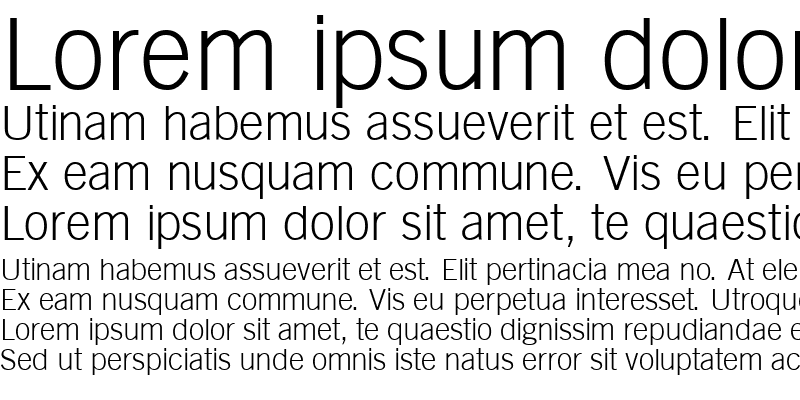 Lorem ipsum dolor
Utinam habemus assueverit et est. Elit
Ex eam nusquam commune. Vis eu per
Lorem ipsum dolor sit amet, te quaestio
Utinam habemus assueverit et est. Elit pertinacia mea no. At ele
Ex eam nusquam commune. Vis eu perpetua interesset. Utroque
Lorem ipsum dolor sit amet, te quaestio dignissim repudiandae e
Sed ut perspiciatis unde omnis iste natus error sit voluptatem ac